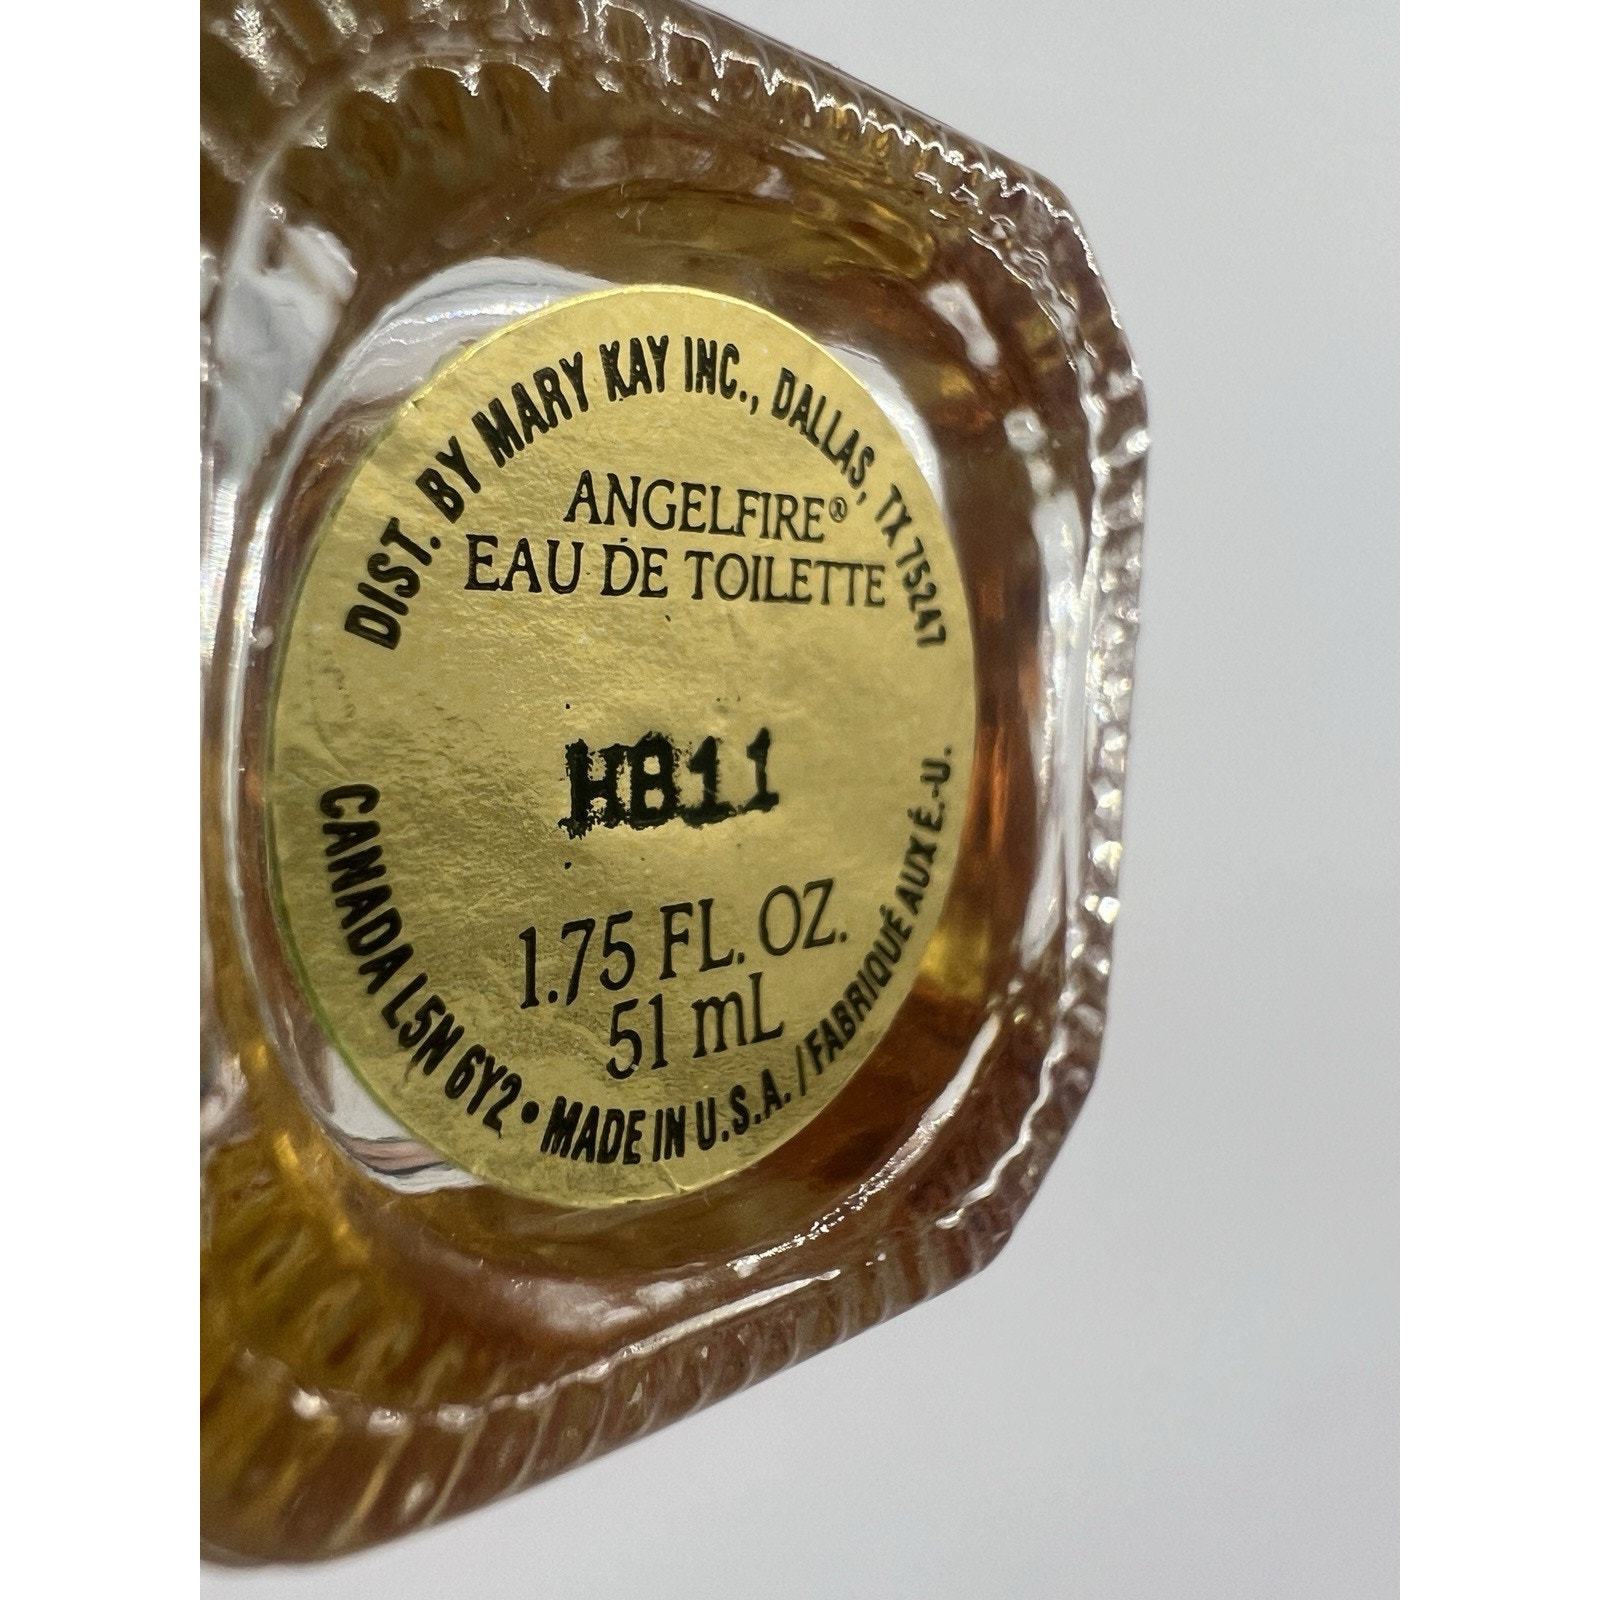 DIST. BY MARY KAY INC., DALLAS, TX 75247
ANGELFIRE®
EAU DE TOILETTE
HB11
1.75 FL. OZ.
51 mL
CANADA L5N 6Y2 • MADE IN U.S.A. / FABRIQUÉ AUX É.-U.